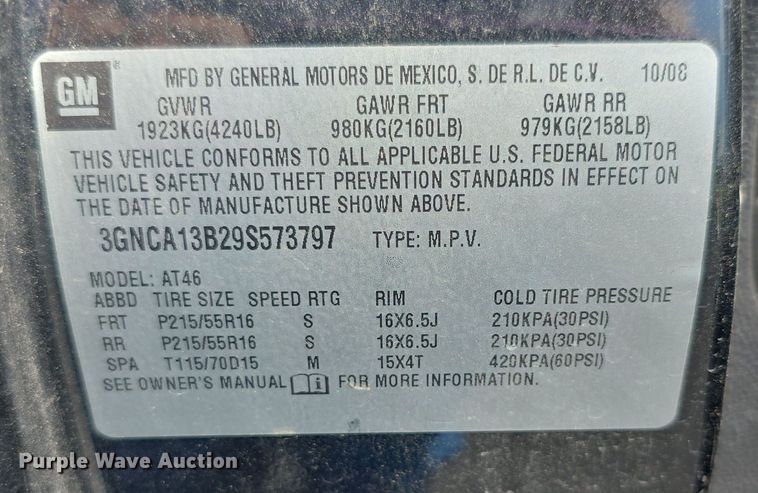 GM ® MFD BY GENERAL MOTORS DE MEXICO, S. DE R.L. DE C.V. 10/08
GVWR GAWR FRT GAWR RR
1923KG(4240LB) 980KG(2160LB) 979KG(2158LB)
THIS VEHICLE CONFORMS TO ALL APPLICABLE U.S. FEDERAL MOTOR
VEHICLE SAFETY AND THEFT PREVENTION STANDARDS IN EFFECT ON
THE DATE OF MANUFACTURE SHOWN ABOVE.
3GNCA13B29S573797 TYPE: M.P.V.
MODEL: AT46
ABBD TIRE SIZE SPEED RTG RIM COLD TIRE PRESSURE
FRT P215/55R16 S 16X6.5J 210KPA(30PSI)
RR P215/55R16 S 16X6.5J 210KPA(30PSI)
SPA T115/70D15 M 15X4T 420KPA(60PSI)
SEE OWNER'S MANUAL i FOR MORE INFORMATION.
Purple Wave Auction